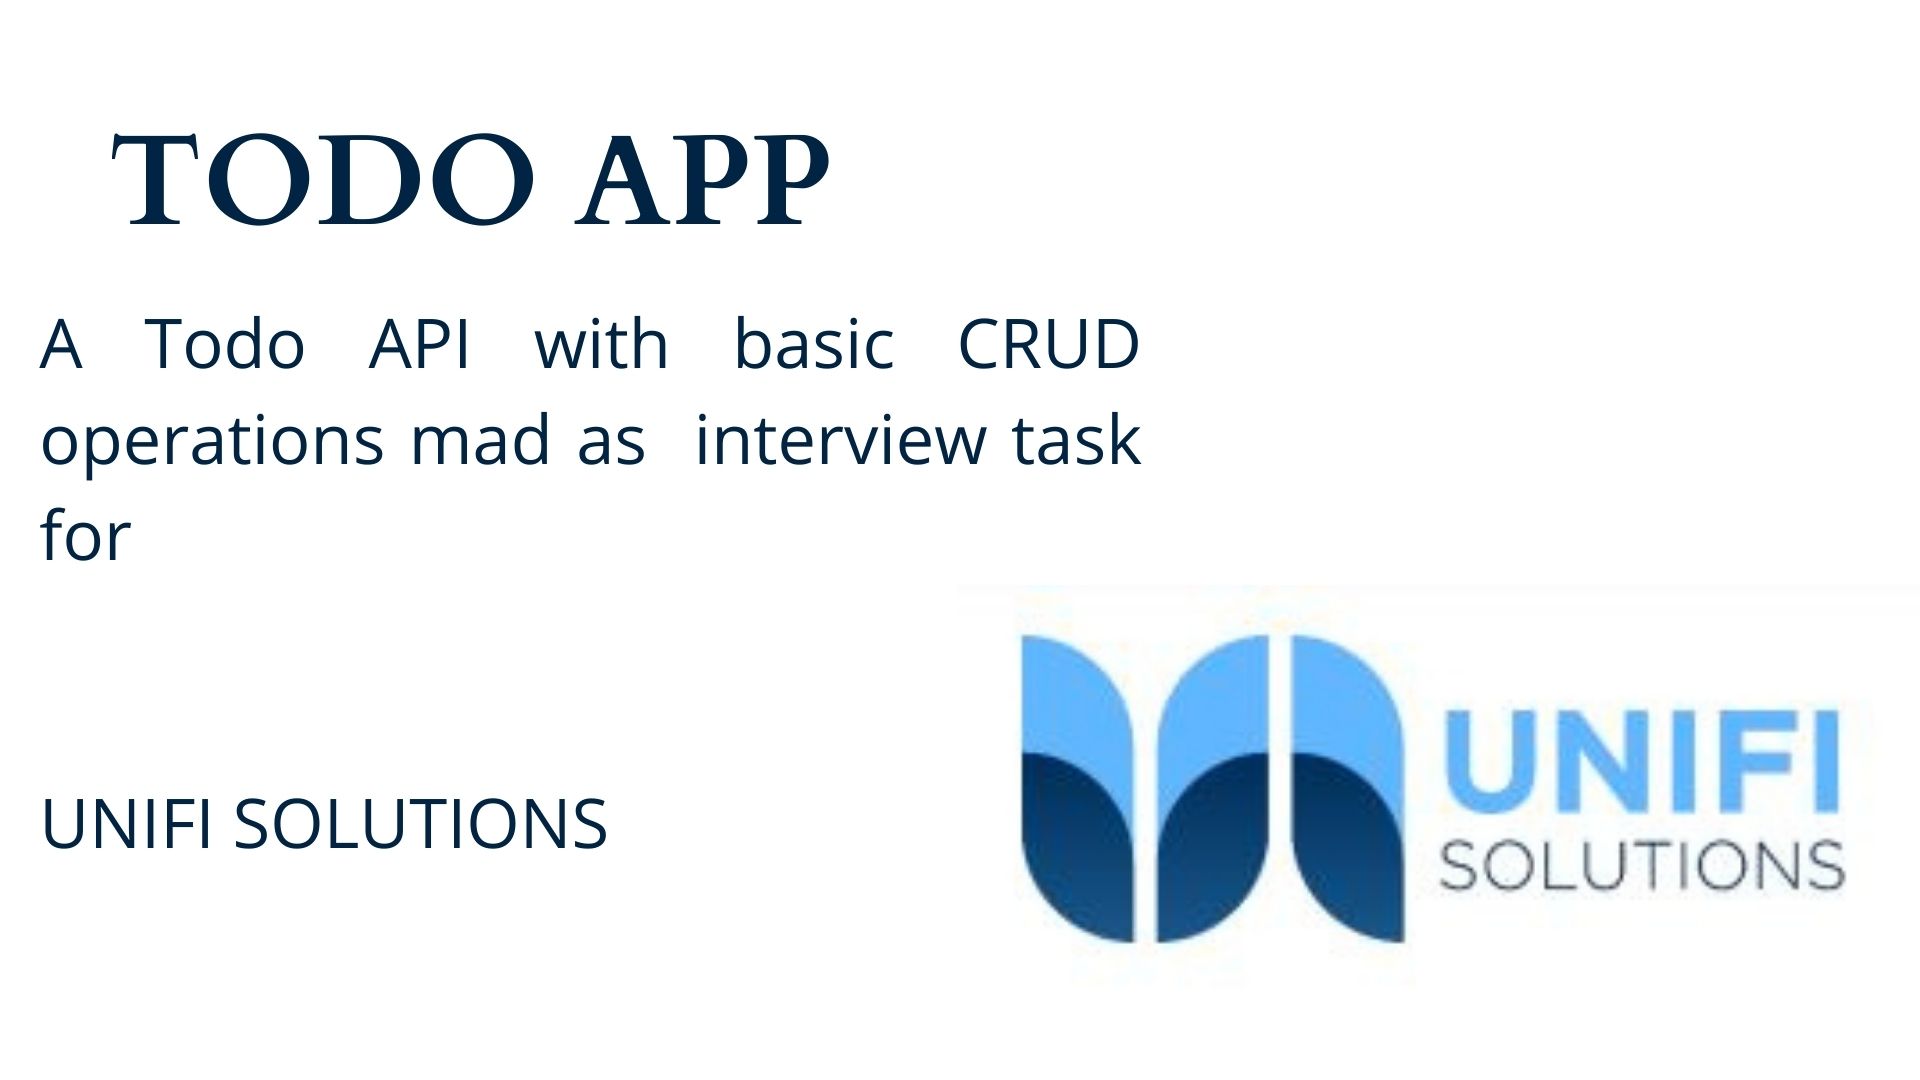 TODO APP
A Todo API with basic CRUD
operations mad as interview task
for
UNIFI SOLUTIONS
UNIFI
SOLUTIONS